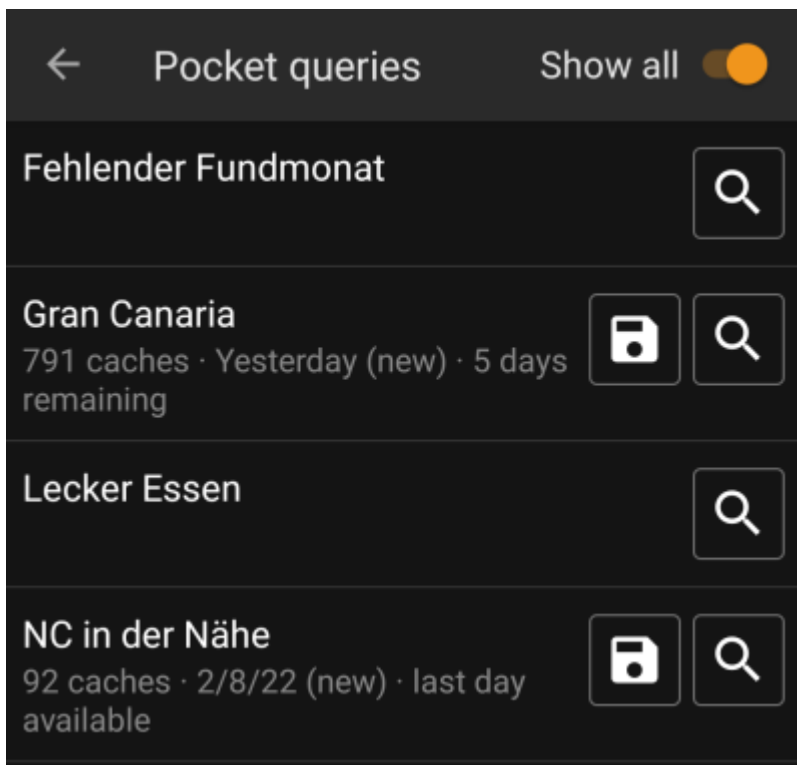 Pocket queries Show all
Fehlender Fundmonat
Gran Canaria
791 caches · Yesterday (new) · 5 days
remaining
Lecker Essen
NC in der Nähe
92 caches · 2/8/22 (new) · last day
available